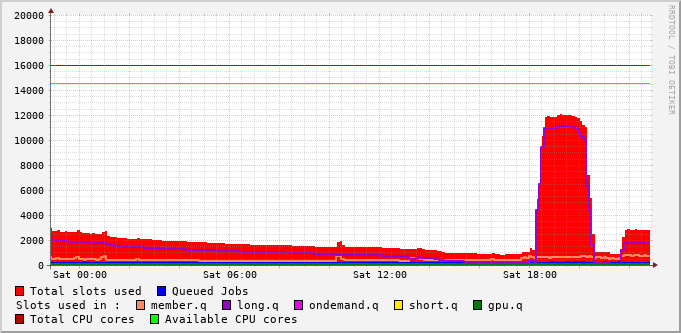 20000
18000
16000
14000
12000
10000
8000
6000
4000
2000
0
Sat 00:00 Sat 06:00 Sat 12:00 Sat 18:00
Total slots used Queued Jobs
Slots used in : member.q long.q ondemand.q short.q gpu.q
Total CPU cores Available CPU cores
RRDTOOL / TOBI OETIKER